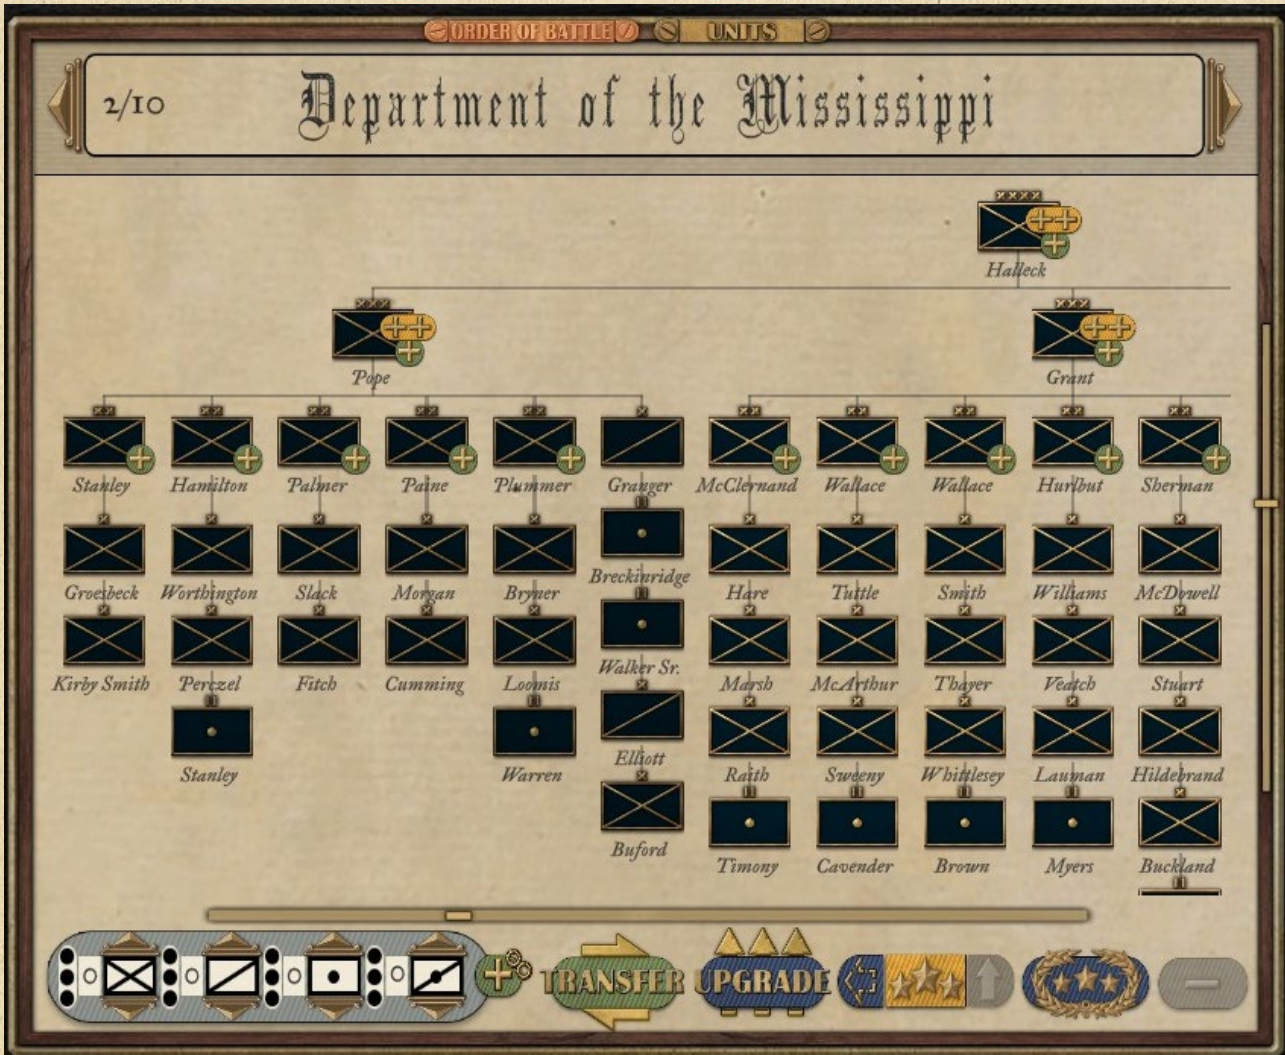 ORDER OF BATTLE UNITS
2/10 Department of the Mississippi
Halleck
Pope Grant
Stanley Hamilton Palmer Paine Plummer Granger McClernand Wallace Wallace Hurlbut Sherman
Breckinridge
Groesbeck Worthington Slack Morgan Bryner Hare Tuttle Smith Williams McDowell
Walker Sr.
Kirby Smith Perczel Fitch Cumming Loomis Marsh McArthur Thayer Veatch Stuart
Elliott
Stanley Warren Raith Sweeny Whittlesey Lauman Hildebrand
Buford
Timony Cavender Brown Myers Buckland
TRANSFER UPGRADE